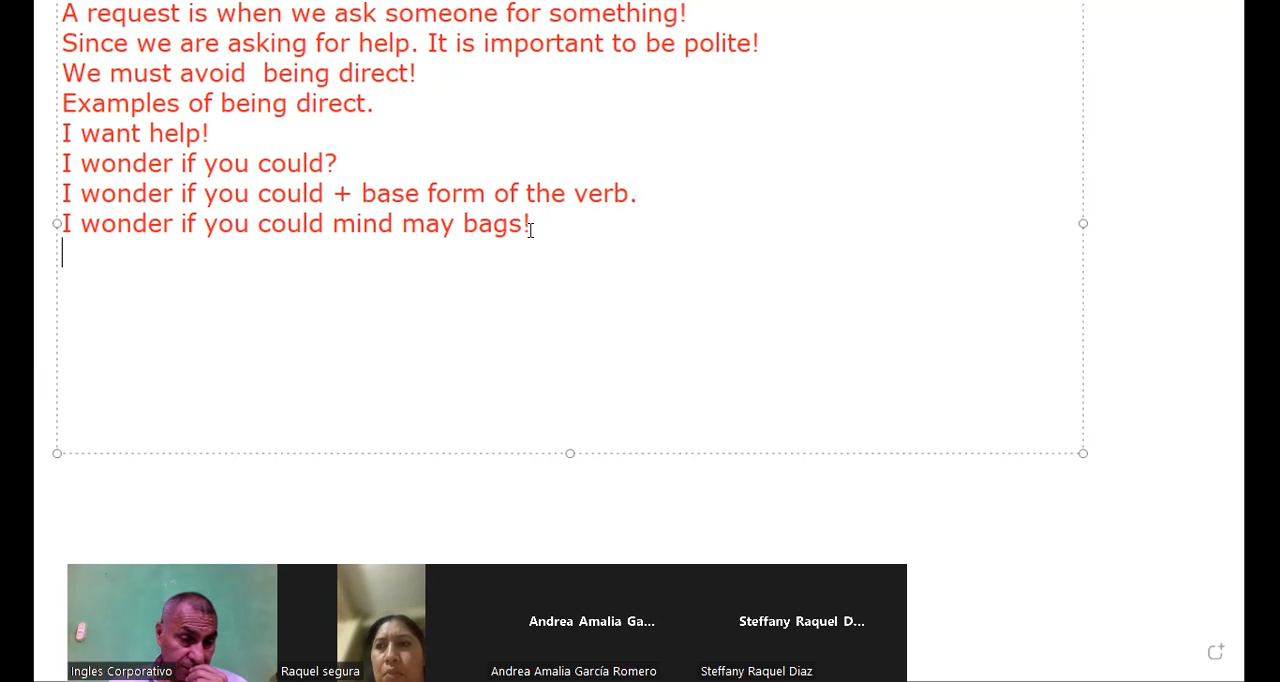 A request is when we ask someone for something!
Since we are asking for help. It is important to be polite!
We must avoid  being direct!
Examples of being direct.
I want help!
I wonder if you could?
I wonder if you could + base form of the verb.
I wonder if you could mind may bags!
Andrea Amalia Ga...
Steffany Raquel D...
Ingles Corporativo
Raquel segura
Andrea Amalia García Romero
Steffany Raquel Diaz